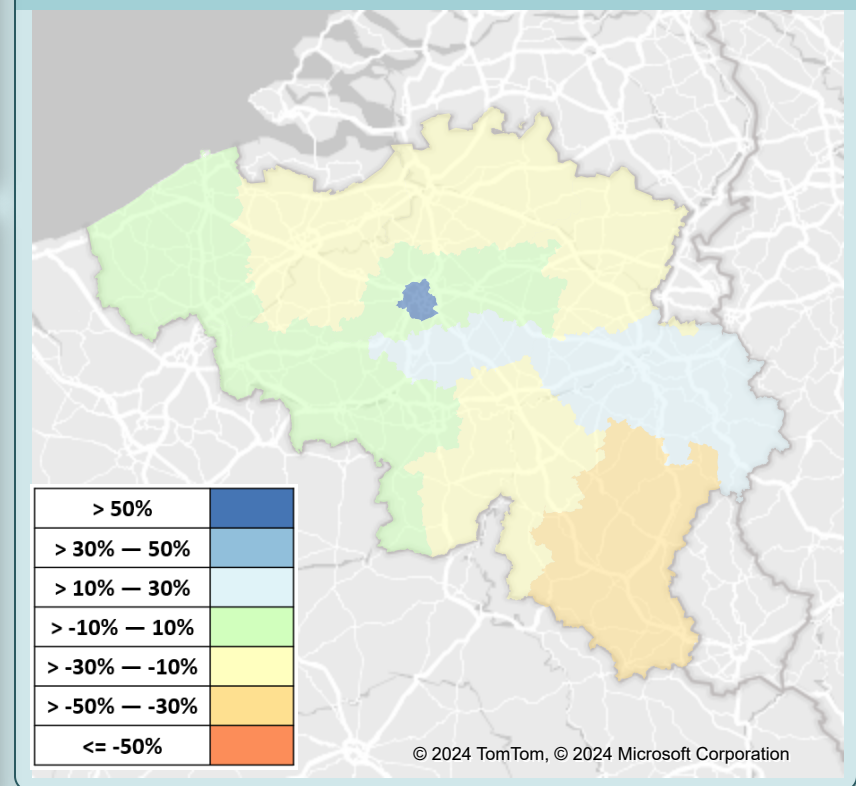 > 50%
> 30% — 50%
> 10% — 30%
> -10% — 10%
> -30% — -10%
> -50% — -30%
<= -50%
© 2024 TomTom, © 2024 Microsoft Corporation